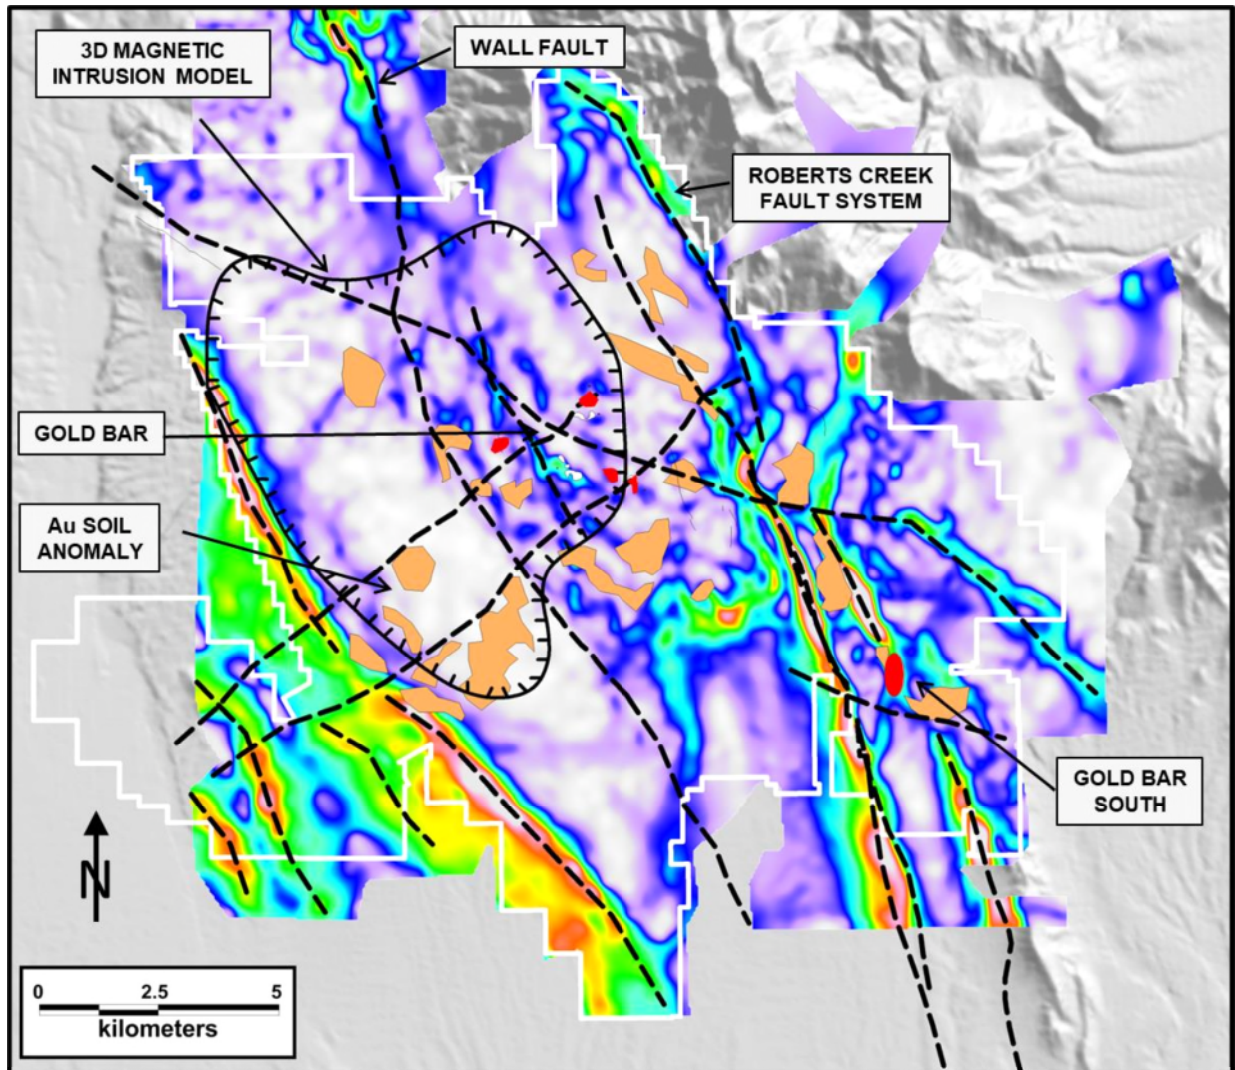 3D MAGNETIC
INTRUSION MODEL
WALL FAULT
ROBERTS CREEK
FAULT SYSTEM
GOLD BAR
Au SOIL
ANOMALY
GOLD BAR
SOUTH
N
0 2.5 5
kilometers